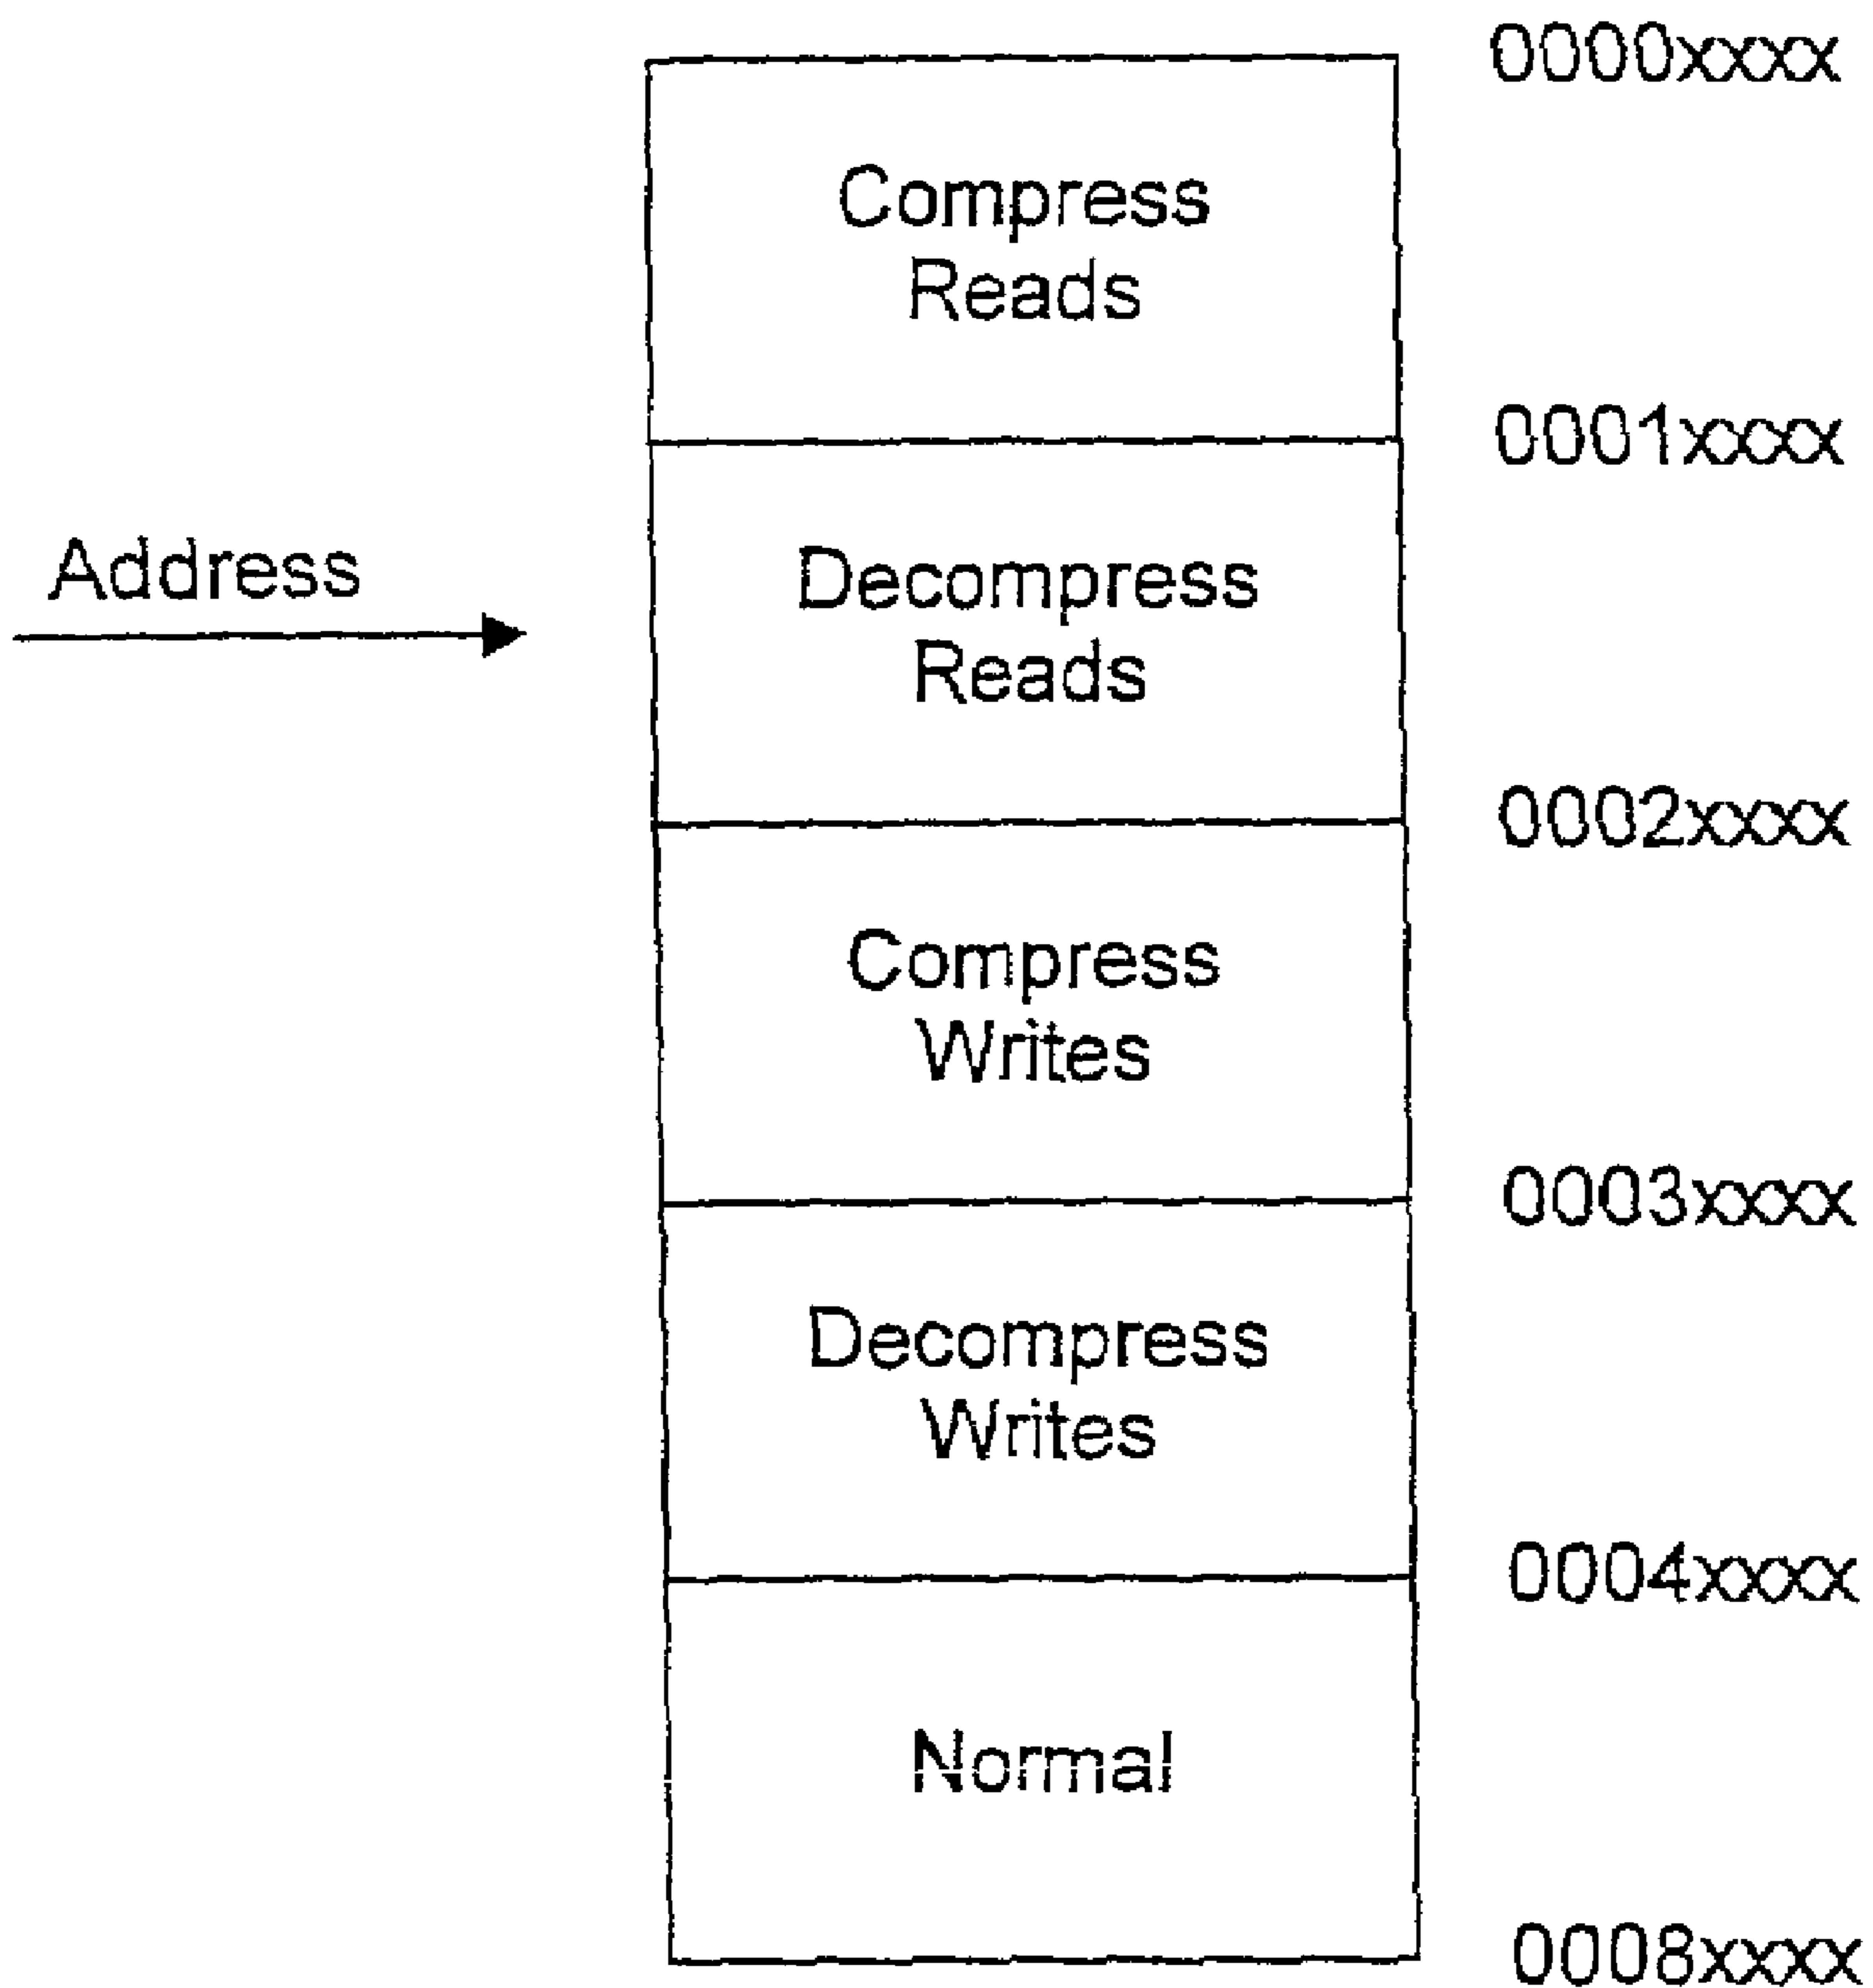 0000xxxx
Compress
Reads
0001xxxx
Address
Decompress
Reads
0002xxxx
Compress
Writes
0003xxxx
Decompress
Writes
0004xxxx
Normal
0008xxxx